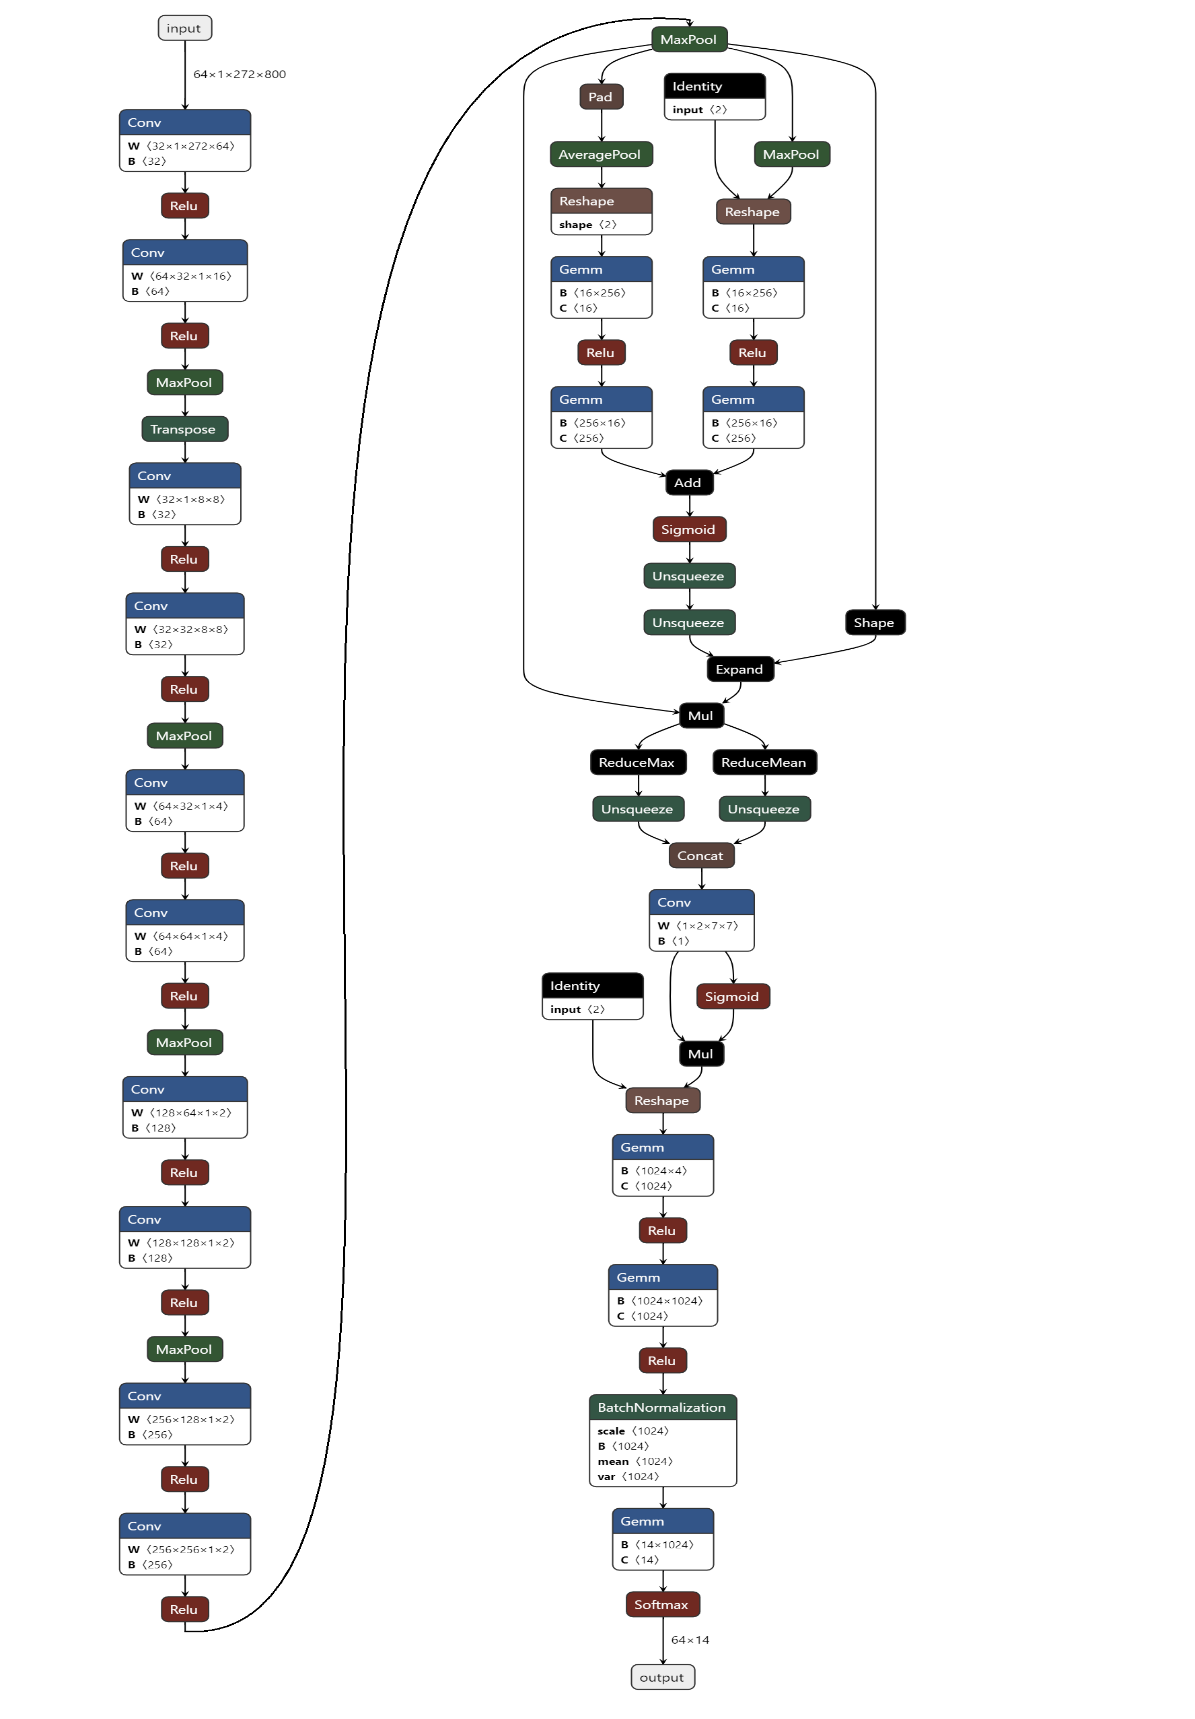 input
64×1×272×800
Conv
W 〈32×1×272×64〉
B 〈32〉
Relu
Conv
W 〈64×32×1×16〉
B 〈64〉
Relu
MaxPool
Transpose
Conv
W 〈32×1×8×8〉
B 〈32〉
Relu
Conv
W 〈32×32×8×8〉
B 〈32〉
Relu
MaxPool
Conv
W 〈64×32×1×4〉
B 〈64〉
Relu
Conv
W 〈64×64×1×4〉
B 〈64〉
Relu
MaxPool
Conv
W 〈128×64×1×2〉
B 〈128〉
Relu
Conv
W 〈128×128×1×2〉
B 〈128〉
Relu
MaxPool
Conv
W 〈256×128×1×2〉
B 〈256〉
Relu
Conv
W 〈256×256×1×2〉
B 〈256〉
Relu
MaxPool
Pad
AveragePool
Reshape
shape 〈2〉
Gemm
B 〈16×256〉
C 〈16〉
Relu
Gemm
B 〈256×16〉
C 〈256〉
Identity
input 〈2〉
MaxPool
Reshape
Gemm
B 〈16×256〉
C 〈16〉
Relu
Gemm
B 〈256×16〉
C 〈256〉
Add
Sigmoid
Unsqueeze
Unsqueeze
Shape
Expand
Mul
ReduceMax
ReduceMean
Unsqueeze
Unsqueeze
Concat
Conv
W 〈1×2×7×7〉
B 〈1〉
Identity
input 〈2〉
Sigmoid
Mul
Reshape
Gemm
B 〈1024×4〉
C 〈1024〉
Relu
Gemm
B 〈1024×1024〉
C 〈1024〉
Relu
BatchNormalization
scale 〈1024〉
B 〈1024〉
mean 〈1024〉
var 〈1024〉
Gemm
B 〈14×1024〉
C 〈14〉
Softmax
64×14
output